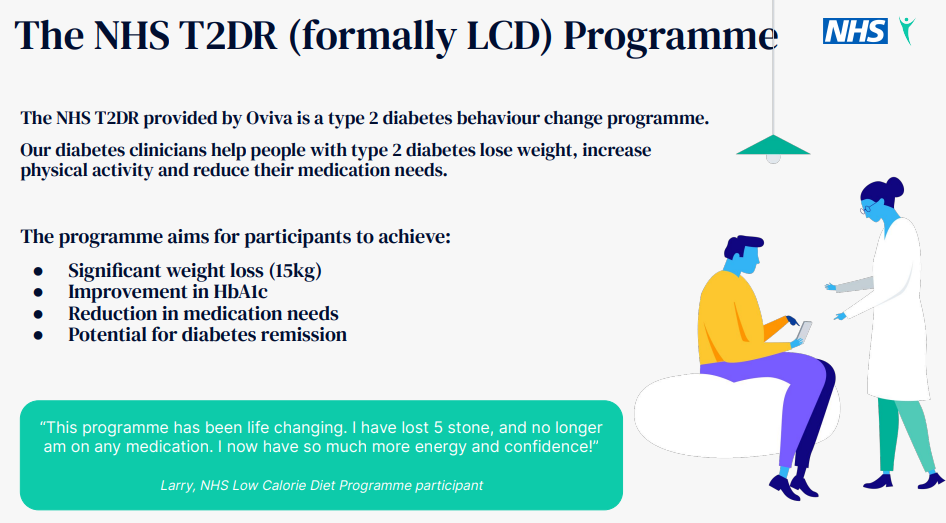 The NHS T2DR (formally LCD) Programme
NHS
The NHS T2DR provided by Oviva is a type 2 diabetes behaviour change programme.
Our diabetes clinicians help people with type 2 diabetes lose weight, increase
physical activity and reduce their medication needs.
The programme aims for participants to achieve:
● Significant weight loss (15kg)
● Improvement in HbA1c
● Reduction in medication needs
● Potential for diabetes remission
“This programme has been life changing. I have lost 5 stone, and no longer
am on any medication. I now have so much more energy and confidence!”
Larry, NHS Low Calorie Diet Programme participant